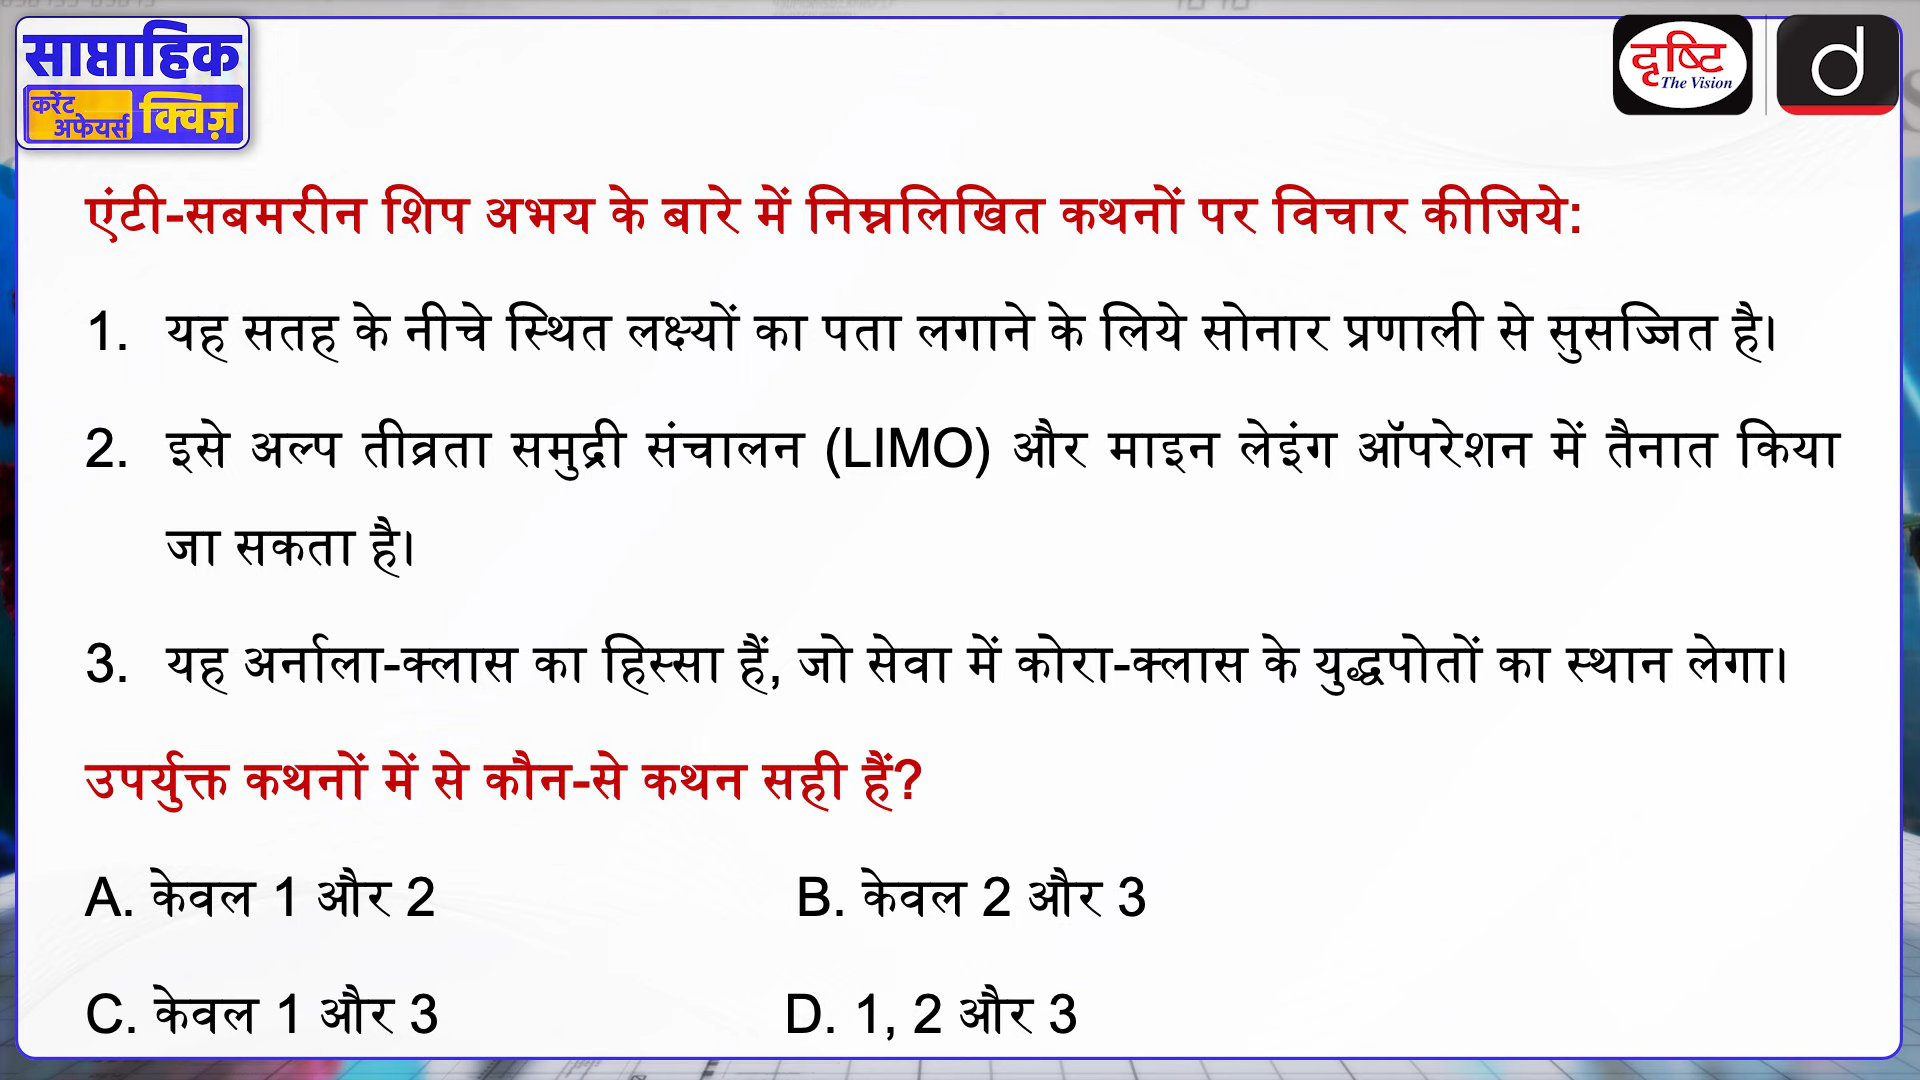 साप्ताहिक
करेंट
अफेयर्स
क्विज़
दृष्टि
The Vision
d
एंटी-सबमरीन शिप अभय के बारे में निम्नलिखित कथनों पर विचार कीजिये:
1. यह सतह के नीचे स्थित लक्ष्यों का पता लगाने के लिये सोनार प्रणाली से सुसज्जित है।
2. इसे अल्प तीव्रता समुद्री संचालन (LIMO) और माइन लेइंग ऑपरेशन में तैनात किया
जा सकता है।
3. यह अर्नाला-क्लास का हिस्सा हैं, जो सेवा में कोरा-क्लास के युद्धपोतों का स्थान लेगा।
उपर्युक्त कथनों में से कौन-से कथन सही हैं?
A. केवल 1 और 2 B. केवल 2 और 3
C. केवल 1 और 3 D. 1, 2 और 3